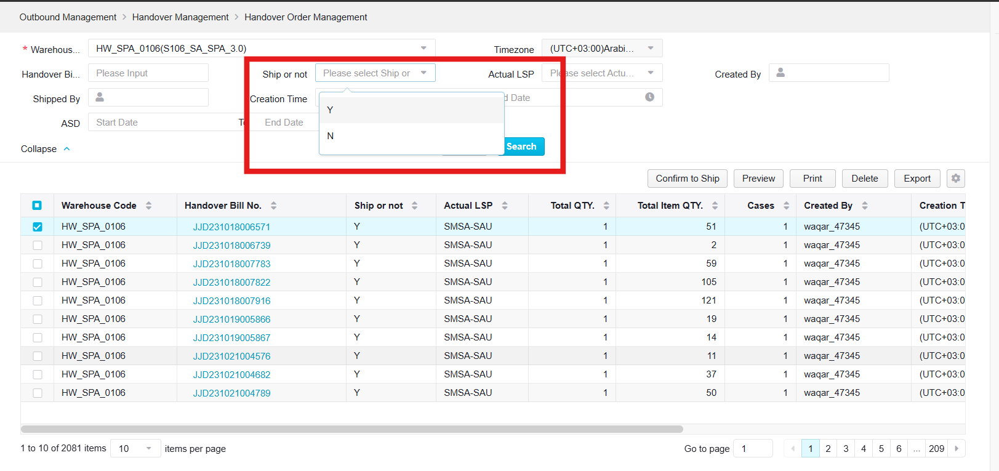 Outbound Management > Handover Management > Handover Order Management
* Warehous... HW_SPA_0106(S106_SA_SPA_3.0) Timezone (UTC+03:00)Arabi...
Handover Bi... Please Input Ship or not Please select Ship or Actual LSP Please select Actu... Created By
Shipped By Creation Time d Date
ASD Start Date To End Date
Y
N
Collapse Search
Confirm to Ship Preview Print Delete Export
Warehouse Code Handover Bill No. Ship or not Actual LSP Total QTY. Total Item QTY. Cases Created By Creation T
HW_SPA_0106 JJD231018006571 Y SMSA-SAU 1 51 1 waqar_47345 (UTC+03:0
HW_SPA_0106 JJD231018006739 Y SMSA-SAU 1 2 1 waqar_47345 (UTC+03:0
HW_SPA_0106 JJD231018007783 Y SMSA-SAU 1 59 1 waqar_47345 (UTC+03:0
HW_SPA_0106 JJD231018007822 Y SMSA-SAU 1 105 1 waqar_47345 (UTC+03:0
HW_SPA_0106 JJD231018007916 Y SMSA-SAU 1 121 1 waqar_47345 (UTC+03:0
HW_SPA_0106 JJD231019005866 Y SMSA-SAU 1 19 1 waqar_47345 (UTC+03:0
HW_SPA_0106 JJD231019005867 Y SMSA-SAU 1 14 1 waqar_47345 (UTC+03:0
HW_SPA_0106 JJD231021004576 Y SMSA-SAU 1 11 1 waqar_47345 (UTC+03:0
HW_SPA_0106 JJD231021004682 Y SMSA-SAU 1 37 1 waqar_47345 (UTC+03:0
HW_SPA_0106 JJD231021004789 Y SMSA-SAU 1 50 1 waqar_47345 (UTC+03:0
1 to 10 of 2081 items 10 items per page Go to page 1 1 2 3 4 5 6 ... 209